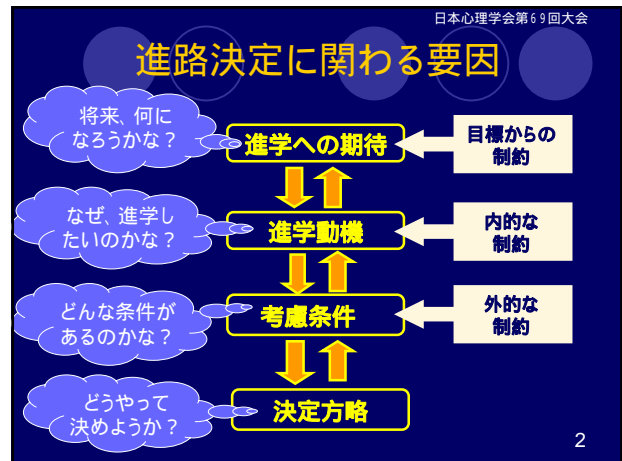 日本心理学会第69回大会
進路決定に関わる要因
将来、何に
なろうかな？
進学への期待
目標からの
制約
なぜ、進学し
たいのかな？
進学動機
内的な
制約
どんな条件が
あるのかな？
考慮条件
外的な
制約
どうやって
決めようか？
決定方略
2